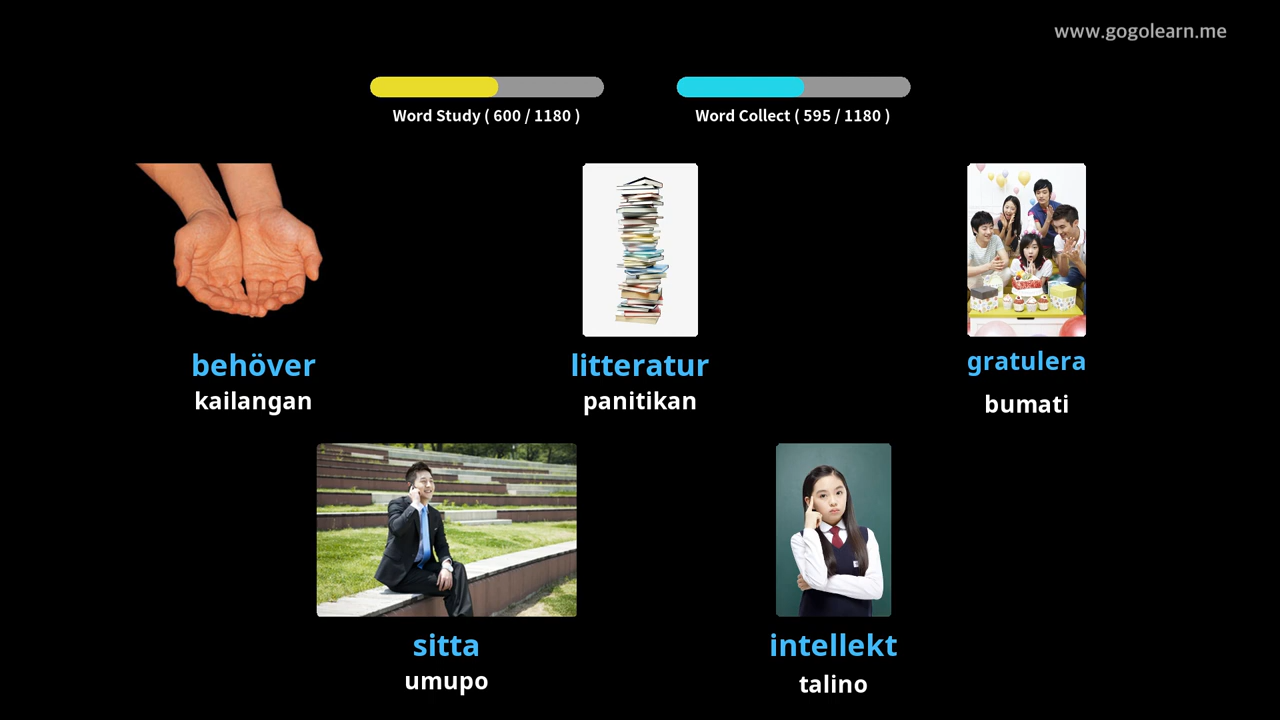 www.gogolearn.me
Word Study ( 600 / 1180 )
Word Collect ( 595 / 1180 )
behöver
kailangan
litteratur
panitikan
gratulera
bumati
sitta
umupo
intellekt
talino